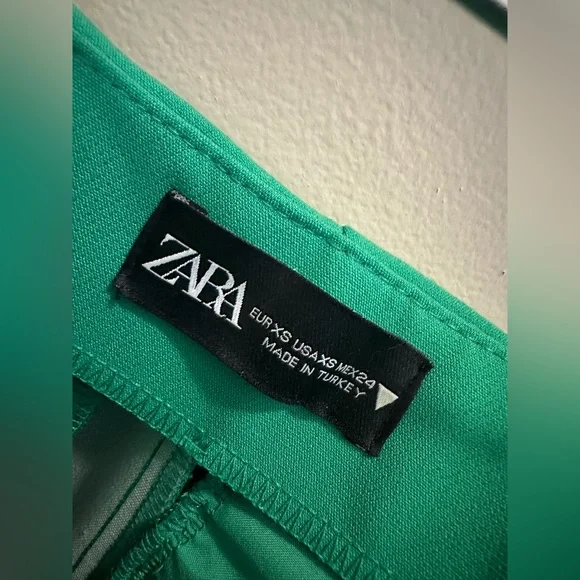 ZARA
EUR XS USA XS MEX 24
MADE IN TURKEY